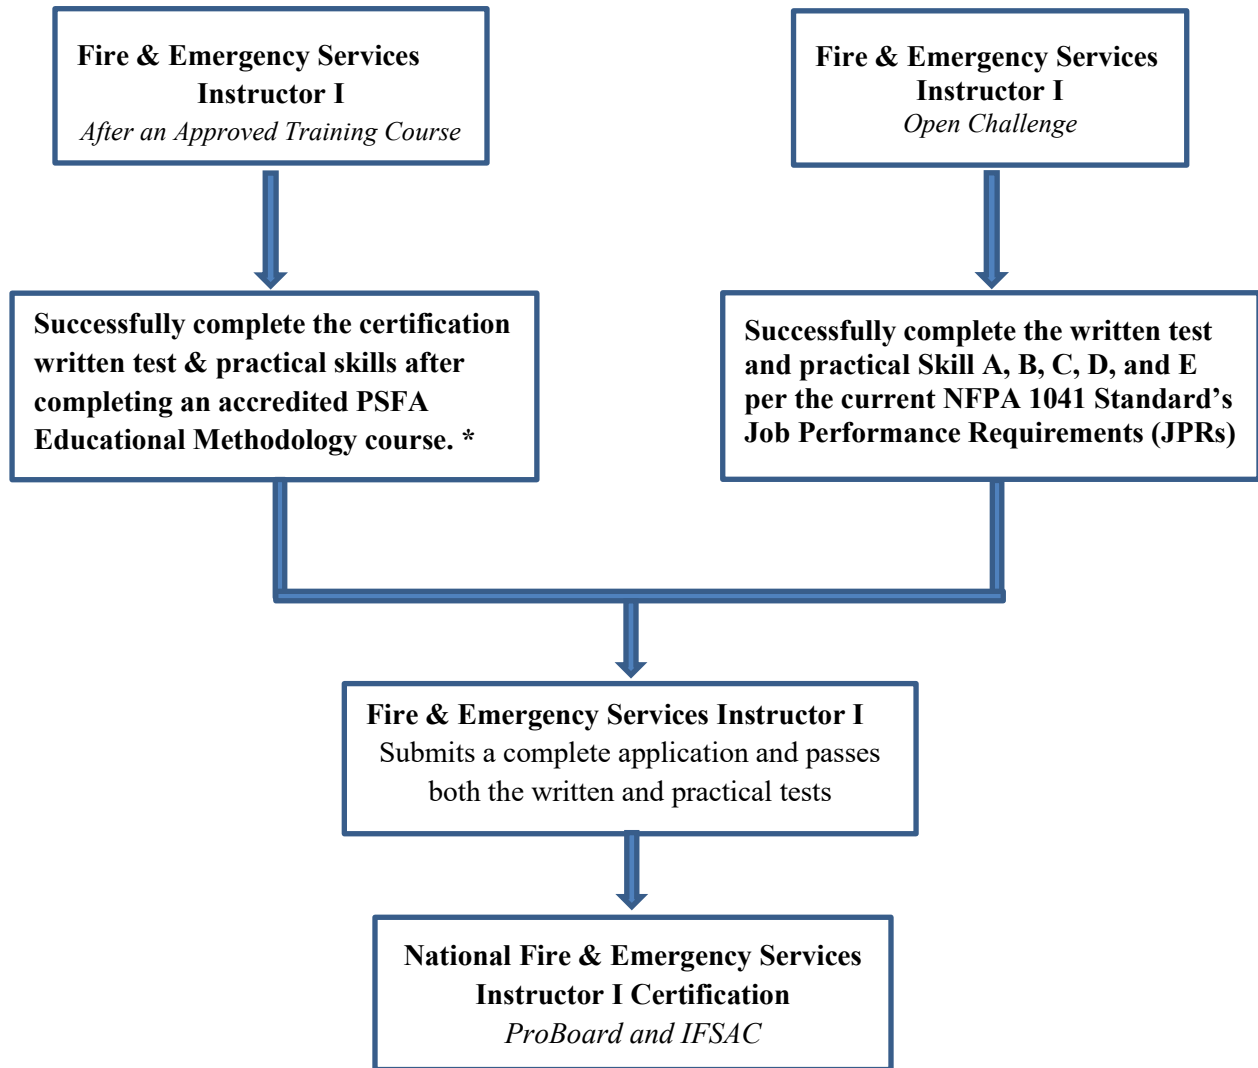 Fire & Emergency Services
Instructor I
After an Approved Training Course
Fire & Emergency Services
Instructor I
Open Challenge
Successfully complete the certification
written test & practical skills after
completing an accredited PSFA
Educational Methodology course. *
Successfully complete the written test
and practical Skill A, B, C, D, and E
per the current NFPA 1041 Standard’s
Job Performance Requirements (JPRs)
Fire & Emergency Services Instructor I
Submits a complete application and passes
both the written and practical tests
National Fire & Emergency Services
Instructor I Certification
ProBoard and IFSAC